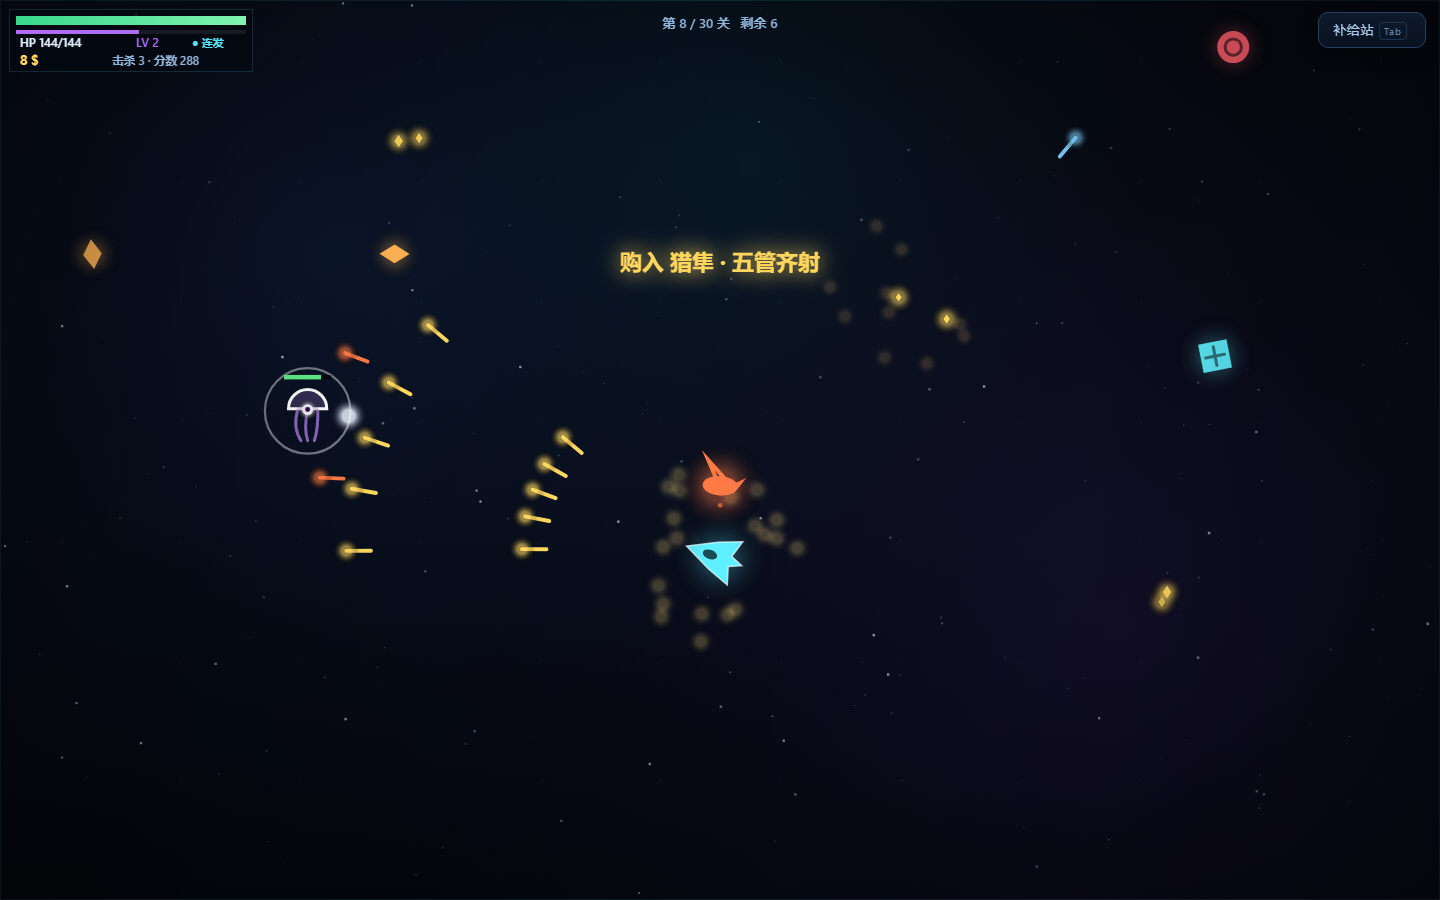 第 8 / 30 关 剩余 6
HP 144/144 LV 2 ● 连发
8 $ 击杀 3 · 分数 288
补给站 Tab
购入 猎隼 · 五管齐射